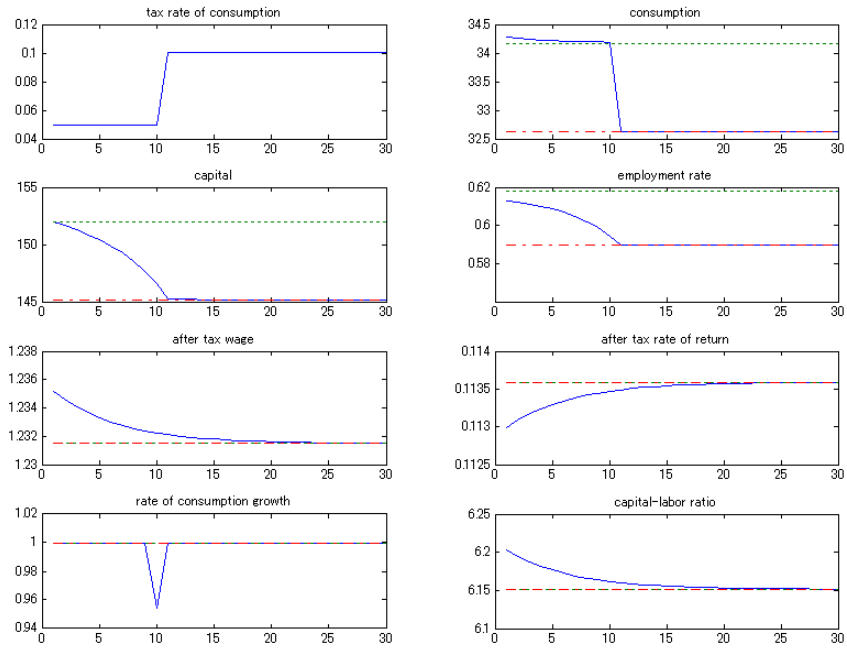 tax rate of consumption
0.12
0.1
0.08
0.06
0.04
0 5 10 15 20 25 30
consumption
34.5
34
33.5
33
32.5
0 5 10 15 20 25 30
capital
155
150
145
0 5 10 15 20 25 30
employment rate
0.62
0.6
0.58
0 5 10 15 20 25 30
after tax wage
1.238
1.236
1.234
1.232
1.23
0 5 10 15 20 25 30
after tax rate of return
0.114
0.1135
0.113
0.1125
0 5 10 15 20 25 30
rate of consumption growth
1.02
1
0.98
0.96
0.94
0 5 10 15 20 25 30
capital-labor ratio
6.25
6.2
6.15
6.1
0 5 10 15 20 25 30